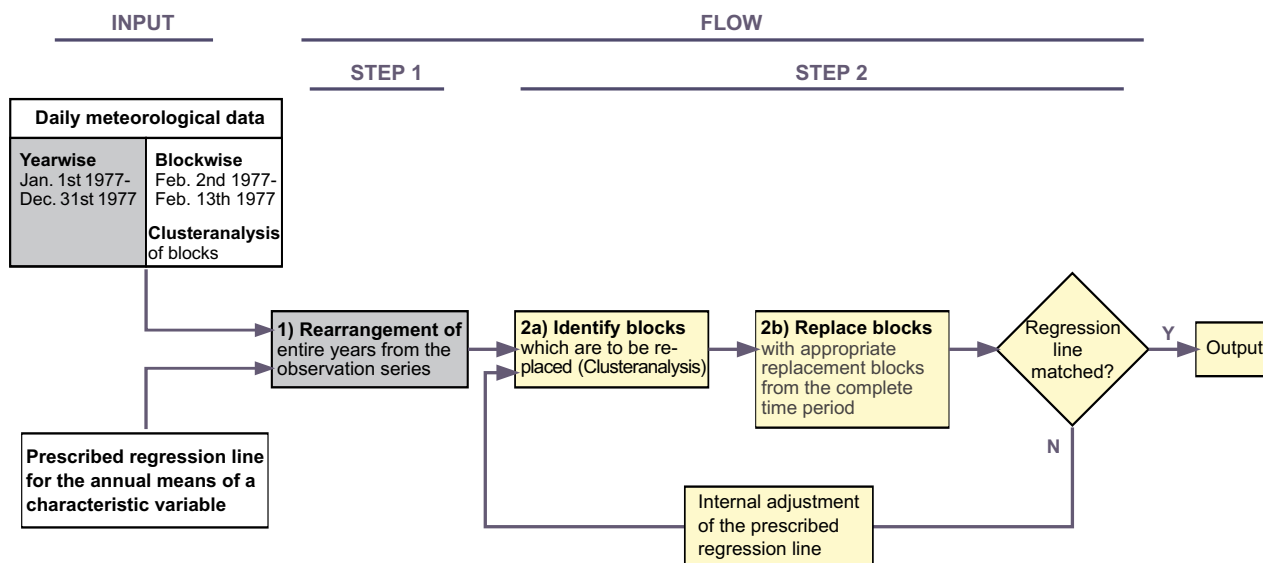 INPUT
FLOW
STEP 1
STEP 2
Daily meteorological data
Yearwise
Jan. 1st 1977-
Dec. 31st 1977
Blockwise
Feb. 2nd 1977-
Feb. 13th 1977
Clusteranalysis
of blocks
1) Rearrangement of
entire years from the
observation series
2a) Identify blocks
which are to be re-
placed (Clusteranalysis)
2b) Replace blocks
with appropriate
replacement blocks
from the complete
time period
Regression
line
matched?
Y
Output
N
Prescribed regression line
for the annual means of a
characteristic variable
Internal adjustment
of the prescribed
regression line